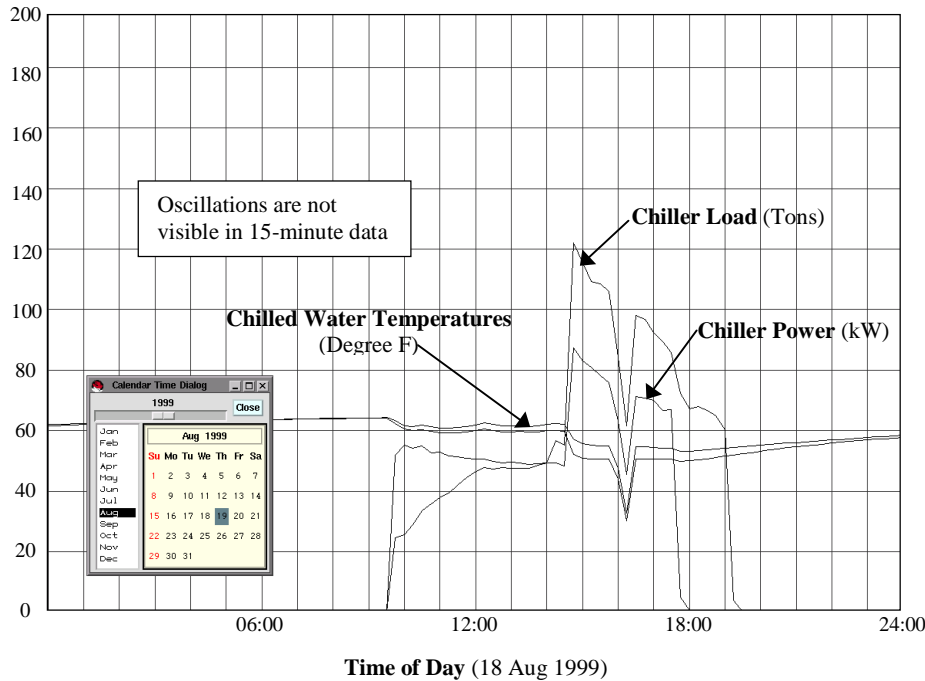 200
180
160
140
120
100
80
60
40
20
0
Oscillations are not
visible in 15-minute data
Chiller Load (Tons)
Chilled Water Temperatures
(Degree F)
Chiller Power (kW)
Calendar Time Dialog
1999
Close
Jan
Feb
Mar
Apr
May
Jun
Jul
Aug
Sep
Oct
Nov
Dec
Aug 1999
Su Mo Tu We Th Fr Sa
1 2 3 4 5 6 7
8 9 10 11 12 13 14
15 16 17 18 19 20 21
22 23 24 25 26 27 28
29 30 31
06:00 12:00 18:00 24:00
Time of Day (18 Aug 1999)